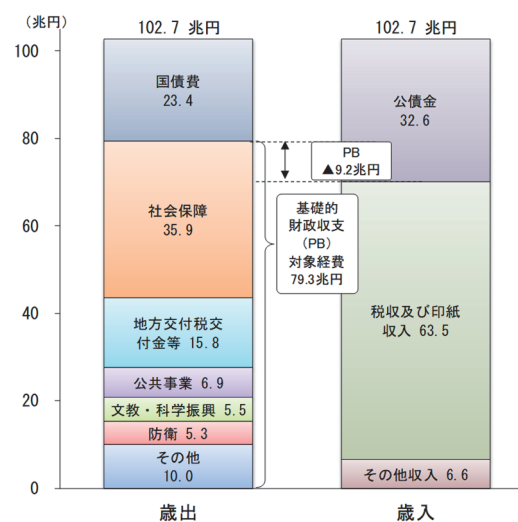 (兆円)
102.7 兆円
102.7 兆円
100
80
60
40
20
0
国債費
23.4
社会保障
35.9
地方交付税交
付金等 15.8
公共事業 6.9
文教・科学振興 5.5
防衛 5.3
その他
10.0
PB
▲9.2兆円
基礎的
財政収支
(PB)
対象経費
79.3兆円
公債金
32.6
税収及び印紙
収入 63.5
その他収入 6.6
歳出
歳入